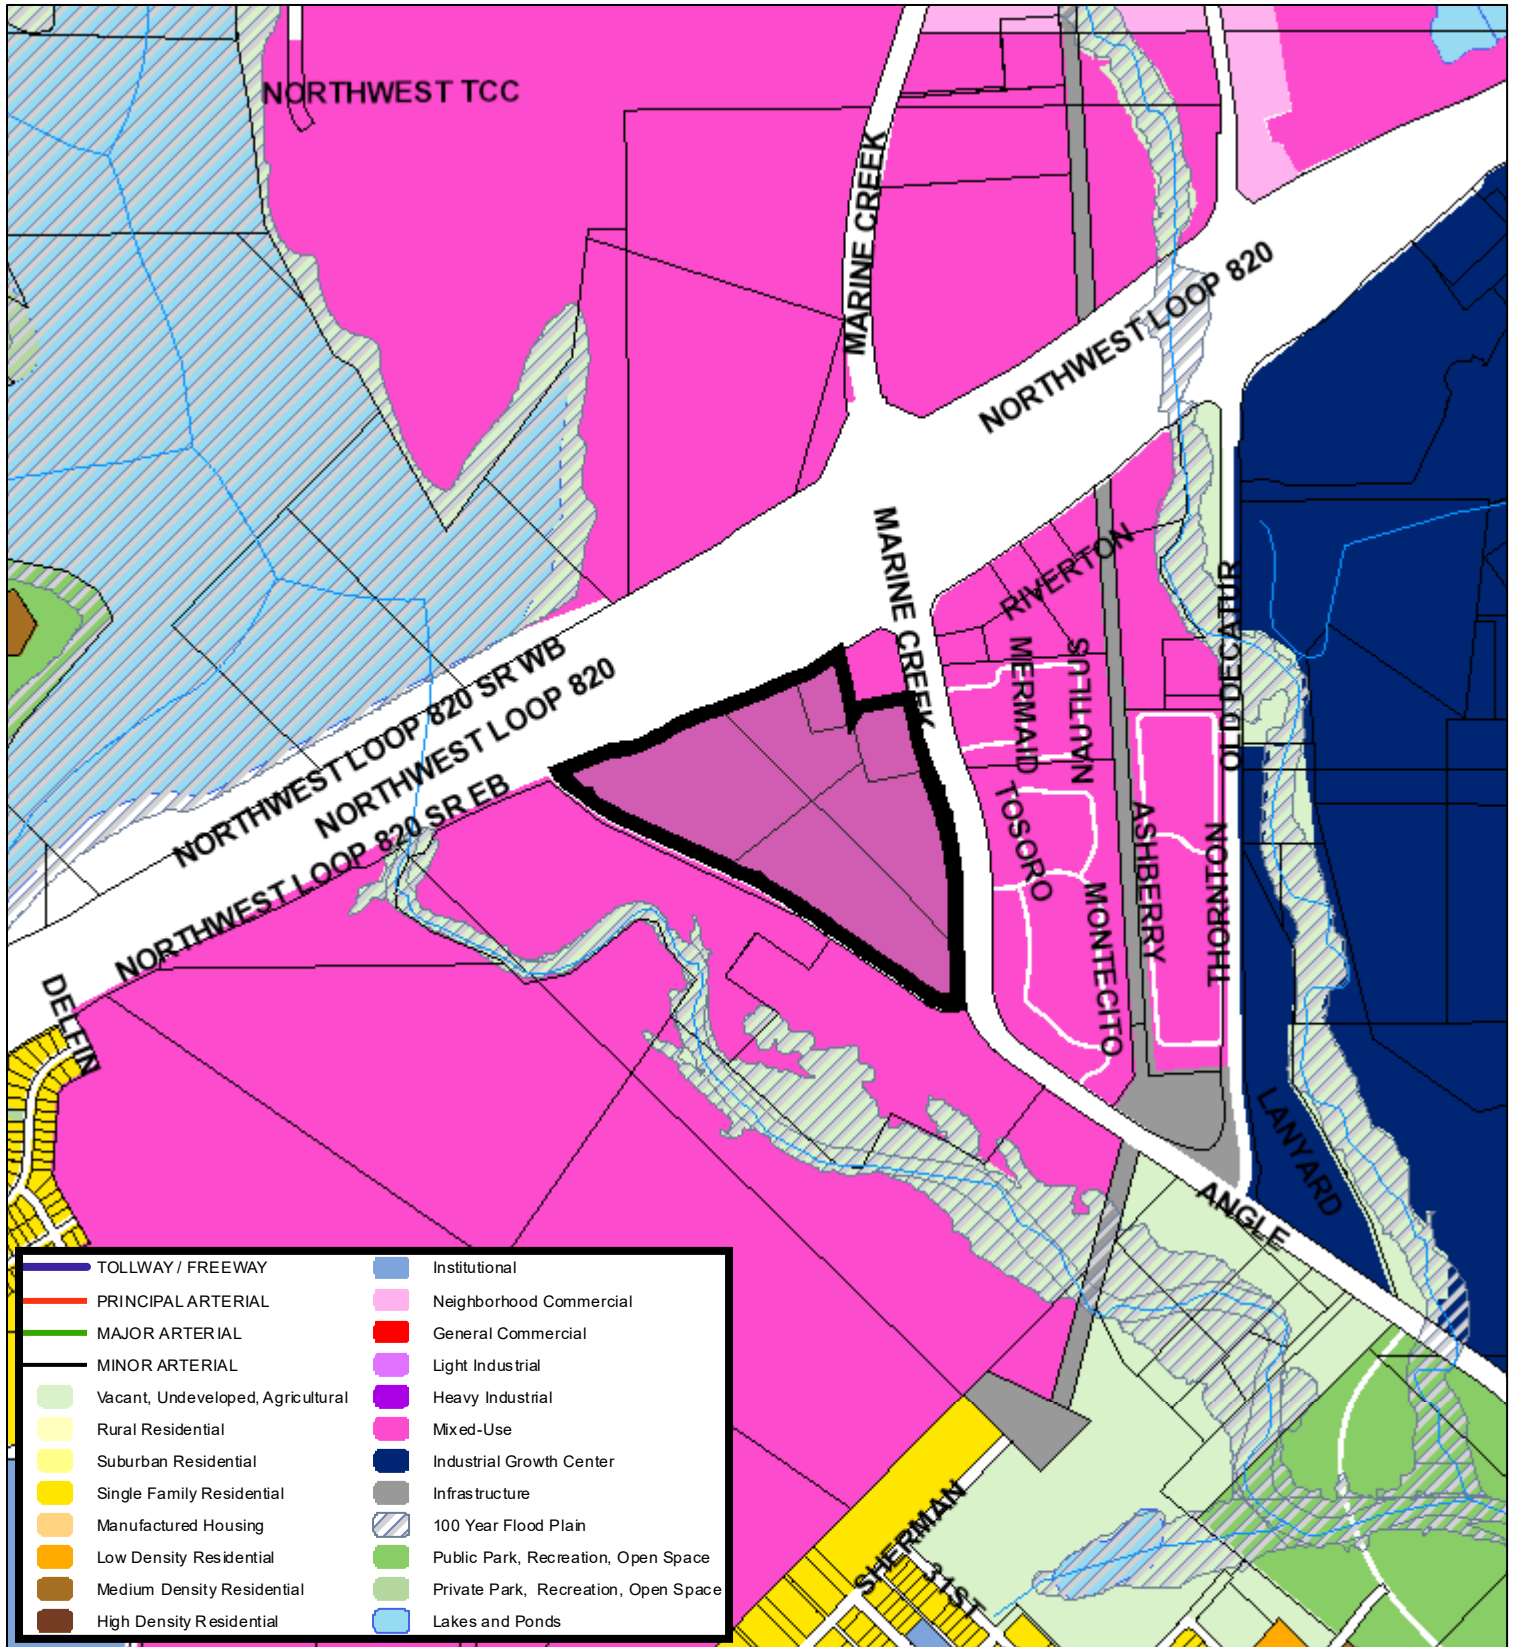 NORTHWEST TCC
MARINE CREEK
NORTHWEST LOOP 820
MARINE CREEK
RIVERTON
MERMAID
NAUTILUS
OLD DECATUR
NORTHWEST LOOP 820 SR WB
NORTHWEST LOOP 820
NORTHWEST LOOP 820 SR EB
TOSORO
ASHBERRY
THORNTON
MONTECITO
DELFIN
LANYARD
ANGLE
SHERMAN
31ST
TOLLWAY / FREEWAY
PRINCIPAL ARTERIAL
MAJOR ARTERIAL
MINOR ARTERIAL
Vacant, Undeveloped, Agricultural
Rural Residential
Suburban Residential
Single Family Residential
Manufactured Housing
Low Density Residential
Medium Density Residential
High Density Residential
Institutional
Neighborhood Commercial
General Commercial
Light Industrial
Heavy Industrial
Mixed-Use
Industrial Growth Center
Infrastructure
100 Year Flood Plain
Public Park, Recreation, Open Space
Private Park, Recreation, Open Space
Lakes and Ponds